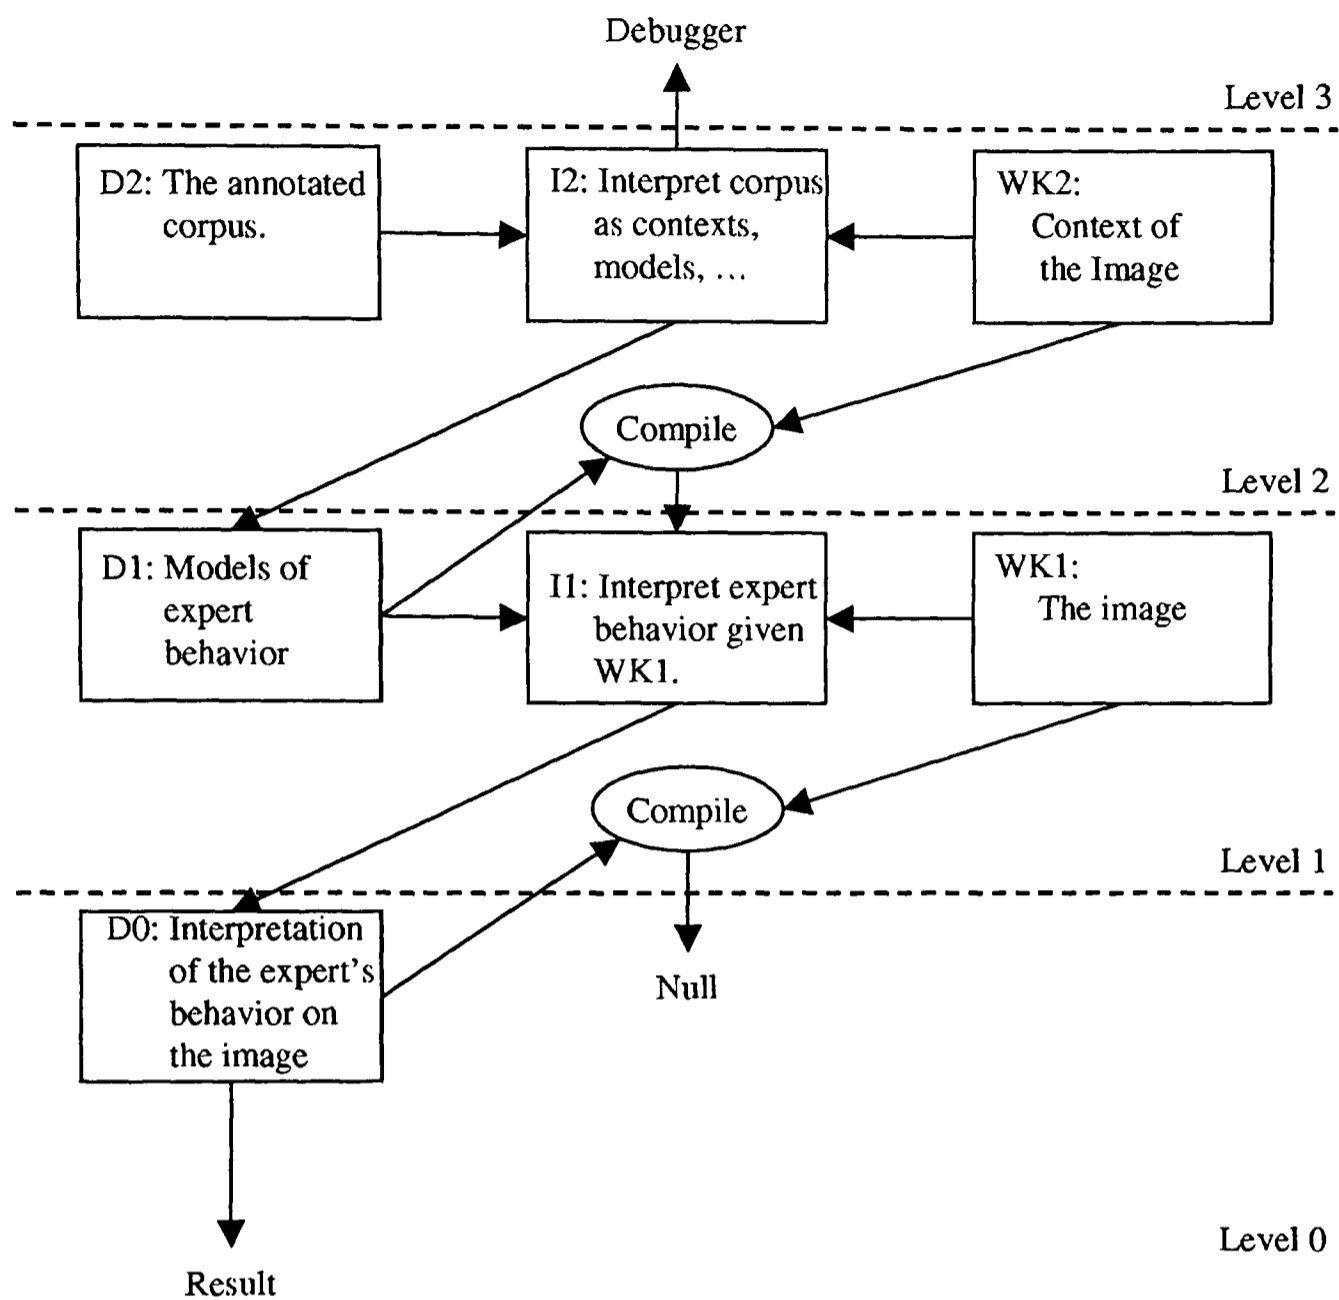 Debugger
Level 3
D2: The annotated
corpus.
I2: Interpret corpus
as contexts,
models, ...
WK2:
Context of
the Image
Compile
Level 2
D1: Models of
expert
behavior
I1: Interpret expert
behavior given
WK1.
WK1:
The image
Compile
Level 1
D0: Interpretation
of the expert's
behavior on
the image
Null
Level 0
Result